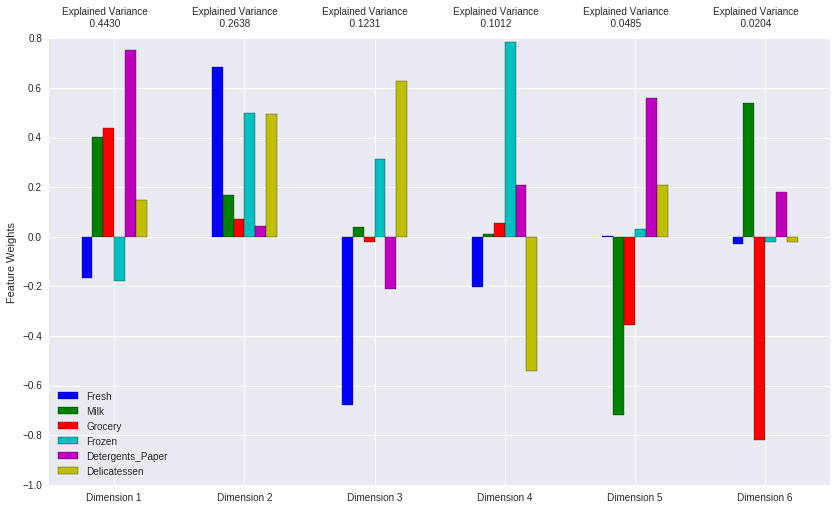 Explained Variance
0.4430
Explained Variance
0.2638
Explained Variance
0.1231
Explained Variance
0.1012
Explained Variance
0.0485
Explained Variance
0.0204
0.8
0.6
0.4
0.2
0.0
−0.2
−0.4
−0.6
−0.8
−1.0
Feature Weights
Fresh
Milk
Grocery
Frozen
Detergents_Paper
Delicatessen
Dimension 1
Dimension 2
Dimension 3
Dimension 4
Dimension 5
Dimension 6